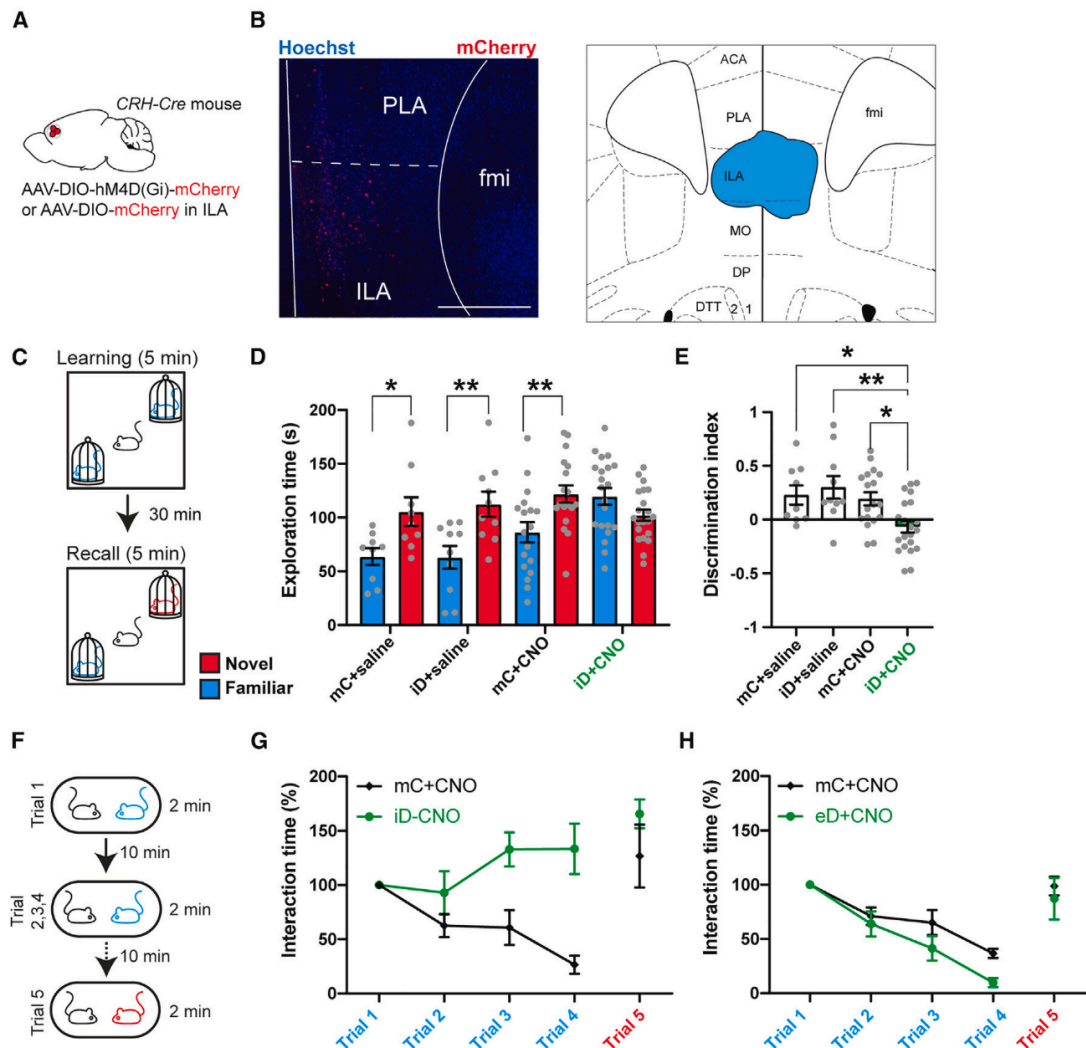 A
CRH-Cre mouse
AAV-DIO-hM4D(Gi)-mCherry
or AAV-DIO-mCherry in ILA
B
Hoechst mCherry
PLA
fmi
ILA
ACA
PLA
fmi
ILA
MO
DP
DTT 2 1
C
Learning (5 min)
30 min
Recall (5 min)
Novel
Familiar
D
Exploration time (s)
200
150
100
50
0
* ** **
mC+saline
iD+saline
mC+CNO
iD+CNO
E
Discrimination index
*
**
*
1
0.5
0
-0.5
-1
mC+saline
iD+saline
mC+CNO
iD+CNO
F
Trial 1
2 min
10 min
Trial
2,3,4
2 min
10 min
Trial 5
2 min
G
Interaction time (%)
200
150
100
50
0
mC+CNO
iD-CNO
Trial 1
Trial 2
Trial 3
Trial 4
Trial 5
H
Interaction time (%)
200
150
100
50
0
mC+CNO
eD+CNO
Trial 1
Trial 2
Trial 3
Trial 4
Trial 5